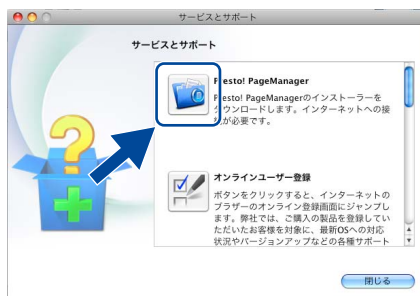 サービスとサポート
サービスとサポート
Presto! PageManager
Presto! PageManagerのインストーラーを
ダウンロードします。インターネットへの接
続が必要です。
オンラインユーザー登録
ボタンをクリックすると、インターネットの
ブラウザーのオンライン登録画面にジャンプし
ます。弊社では、ご購入の製品を登録してい
ただいたお客様を対象に、最新OSへの対応
状況やバージョンアップなどの各種サポート
閉じる